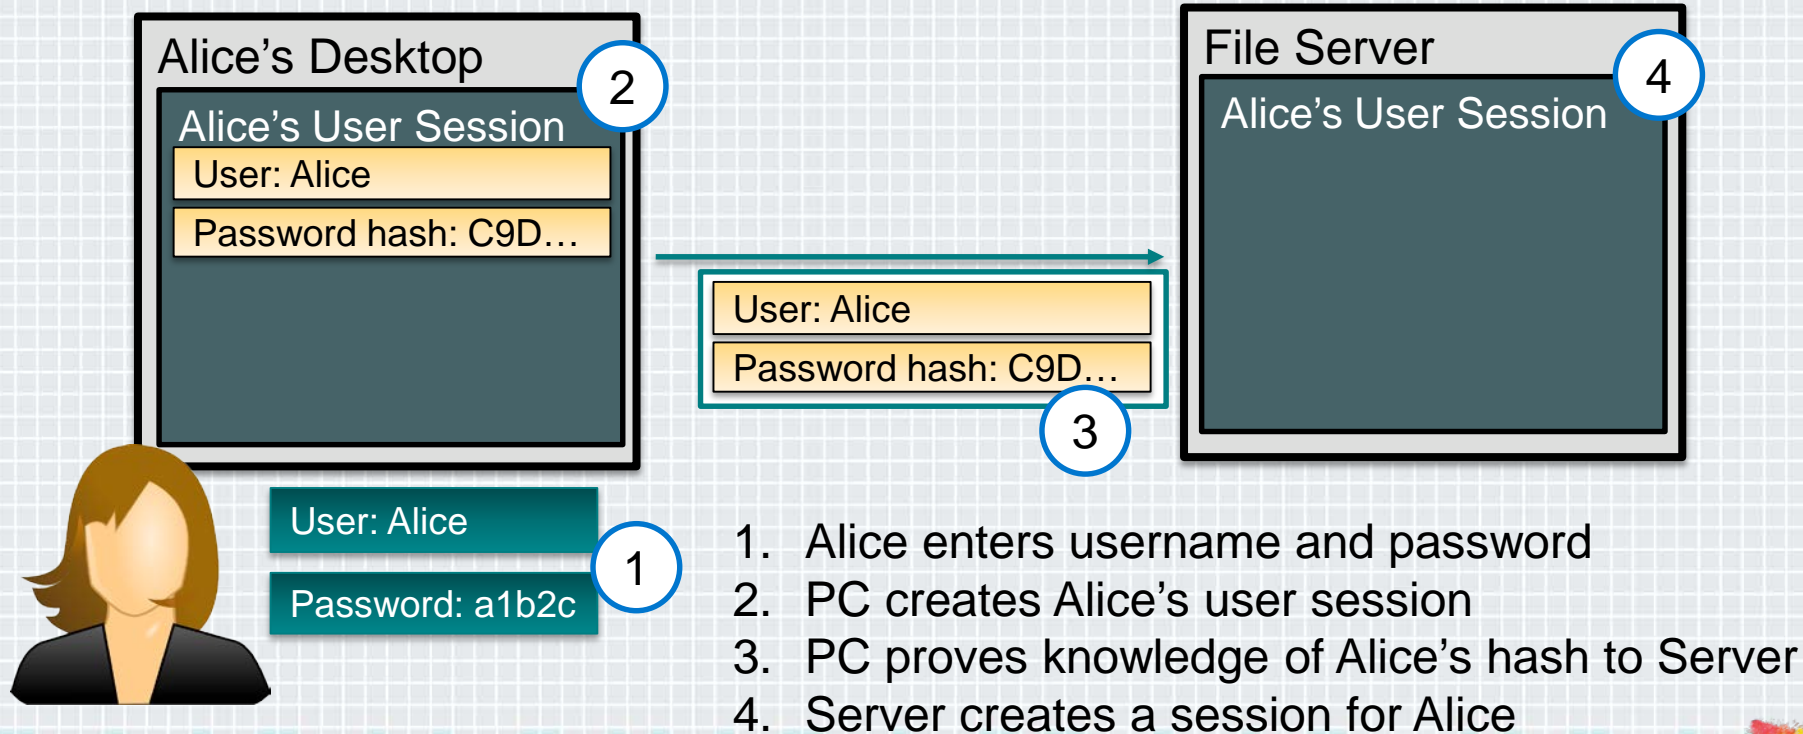 Alice’s Desktop
2
Alice’s User Session
User: Alice
Password hash: C9D…
User: Alice
Password hash: C9D…
3
File Server
4
Alice’s User Session
User: Alice
Password: a1b2c
1
1. Alice enters username and password
2. PC creates Alice’s user session
3. PC proves knowledge of Alice’s hash to Server
4. Server creates a session for Alice